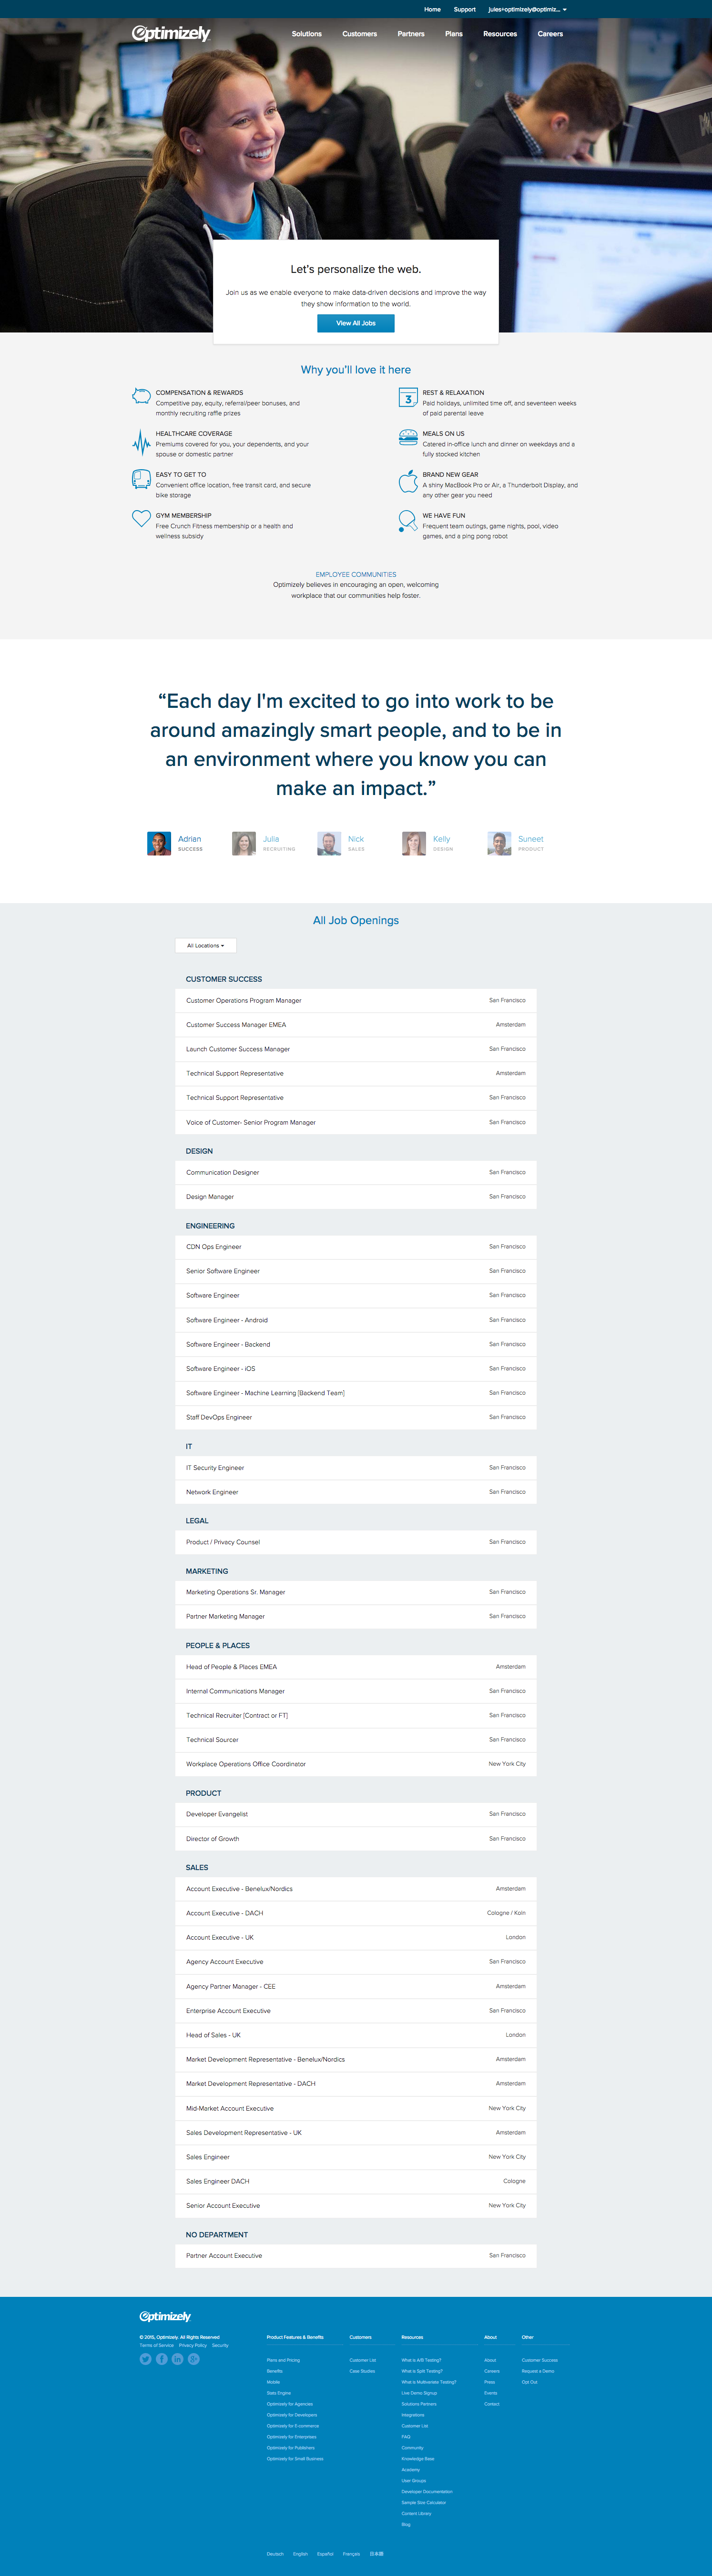 Home Support jules+optimizely@optimiz...
Optimizely
Solutions Customers Partners Plans Resources Careers
Let's personalize the web.
Join us as we enable everyone to make data-driven decisions and improve the way
they show information to the world.
View All Jobs
Why you'll love it here
COMPENSATION & REWARDS
Competitive pay, equity, referral/peer bonuses, and
monthly recruiting raffle prizes
3
REST & RELAXATION
Paid holidays, unlimited time off, and seventeen weeks
of paid parental leave
HEALTHCARE COVERAGE
Premiums covered for you, your dependents, and your
spouse or domestic partner
MEALS ON US
Catered in-office lunch and dinner on weekdays and a
fully stocked kitchen
EASY TO GET TO
Convenient office location, free transit card, and secure
bike storage
BRAND NEW GEAR
A shiny MacBook Pro or Air, a Thunderbolt Display, and
any other gear you need
GYM MEMBERSHIP
Free Crunch Fitness membership or a health and
wellness subsidy
WE HAVE FUN
Frequent team outings, game nights, pool, video
games, and a ping pong robot
EMPLOYEE COMMUNITIES
Optimizely believes in encouraging an open, welcoming
workplace that our communities help foster.
“Each day I'm excited to go into work to be
around amazingly smart people, and to be in
an environment where you know you can
make an impact.”
Adrian Julia Nick Kelly Suneet
SUCCESS RECRUITING SALES DESIGN PRODUCT
All Job Openings
All Locations
CUSTOMER SUCCESS
Customer Operations Program Manager San Francisco
Customer Success Manager EMEA Amsterdam
Launch Customer Success Manager San Francisco
Technical Support Representative Amsterdam
Technical Support Representative San Francisco
Voice of Customer- Senior Program Manager San Francisco
DESIGN
Communication Designer San Francisco
Design Manager San Francisco
ENGINEERING
CDN Ops Engineer San Francisco
Senior Software Engineer San Francisco
Software Engineer San Francisco
Software Engineer - Android San Francisco
Software Engineer - Backend San Francisco
Software Engineer - iOS San Francisco
Software Engineer - Machine Learning [Backend Team] San Francisco
Staff DevOps Engineer San Francisco
IT
IT Security Engineer San Francisco
Network Engineer San Francisco
LEGAL
Product / Privacy Counsel San Francisco
MARKETING
Marketing Operations Sr. Manager San Francisco
Partner Marketing Manager San Francisco
PEOPLE & PLACES
Head of People & Places EMEA Amsterdam
Internal Communications Manager San Francisco
Technical Recruiter [Contract or FT] San Francisco
Technical Sourcer San Francisco
Workplace Operations Office Coordinator New York City
PRODUCT
Developer Evangelist San Francisco
Director of Growth San Francisco
SALES
Account Executive - Benelux/Nordics Amsterdam
Account Executive - DACH Cologne / Koln
Account Executive - UK London
Agency Account Executive San Francisco
Agency Partner Manager - CEE Amsterdam
Enterprise Account Executive San Francisco
Head of Sales - UK London
Market Development Representative - Benelux/Nordics Amsterdam
Market Development Representative - DACH Amsterdam
Mid-Market Account Executive New York City
Sales Development Representative - UK Amsterdam
Sales Engineer New York City
Sales Engineer DACH Cologne
Senior Account Executive New York City
NO DEPARTMENT
Partner Account Executive San Francisco
Optimizely
© 2015, Optimizely. All Rights Reserved
Terms of Service Privacy Policy Security
Product Features & Benefits
Plans and Pricing
Benefits
Mobile
Stats Engine
Optimizely for Agencies
Optimizely for Developers
Optimizely for E-commerce
Optimizely for Enterprises
Optimizely for Publishers
Optimizely for Small Business
Customers
Customer List
Case Studies
Resources
What is A/B Testing?
What is Split Testing?
What is Multivariate Testing?
Live Demo Signup
Solutions Partners
Integrations
Customer List
FAQ
Community
Knowledge Base
Academy
User Groups
Developer Documentation
Sample Size Calculator
Content Library
Blog
About
About
Careers
Press
Events
Contact
Other
Customer Success
Request a Demo
Opt Out
Deutsch English Español Français 日本語